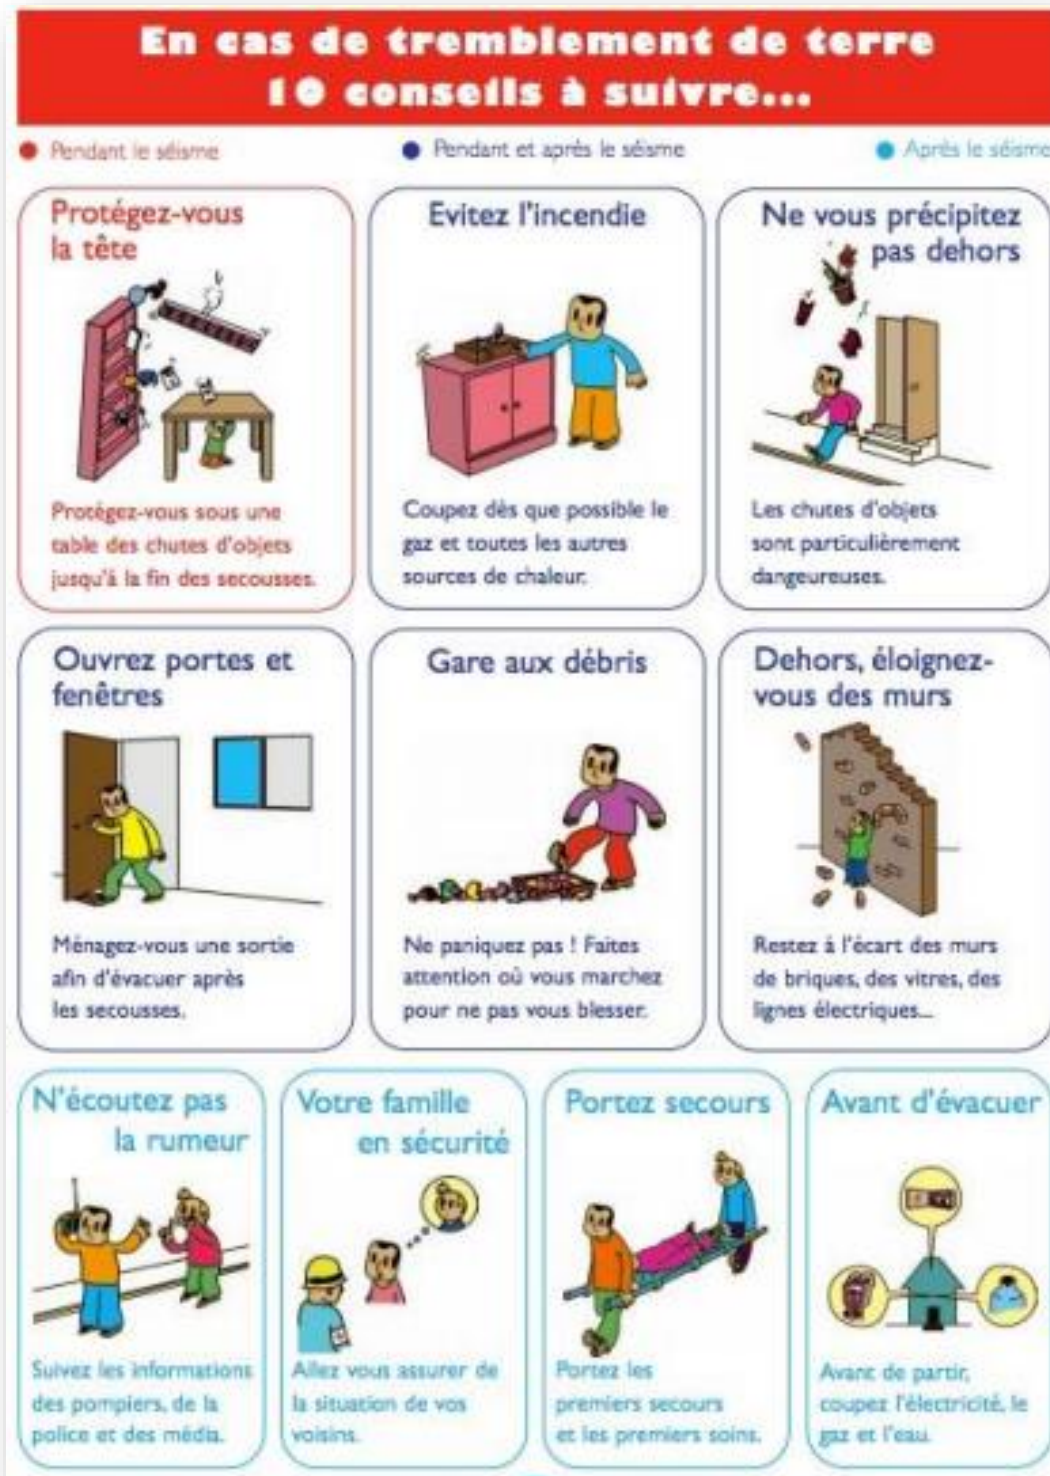 En cas de tremblement de terre
10 conseils à suivre...
Pendant le séisme
Pendant et après le séisme
Après le séisme
Protégez-vous
la tête
Protégez-vous sous une
table des chutes d'objets
jusqu'à la fin des secousses.
Evitez l'incendie
Coupez dès que possible le
gaz et toutes les autres
sources de chaleur.
Ne vous précipitez
pas dehors
Les chutes d'objets
sont particulièrement
dangeureuses.
Ouvrez portes et
fenêtres
Ménagez-vous une sortie
afin d'évacuer après
les secousses.
Gare aux débris
Ne paniquez pas ! Faites
attention où vous marchez
pour ne pas vous blesser.
Dehors, éloignez-
vous des murs
Restez à l'écart des murs
de briques, des vitres, des
lignes électriques...
N'écoutez pas
la rumeur
Suivez les informations
des pompiers, de la
police et des média.
Votre famille
en sécurité
Allez vous assurer de
la situation de vos
voisins.
Portez secours
Portez les
premiers secours
et les premiers soins.
Avant d'évacuer
Avant de partir,
coupez l'électricité, le
gaz et l'eau.